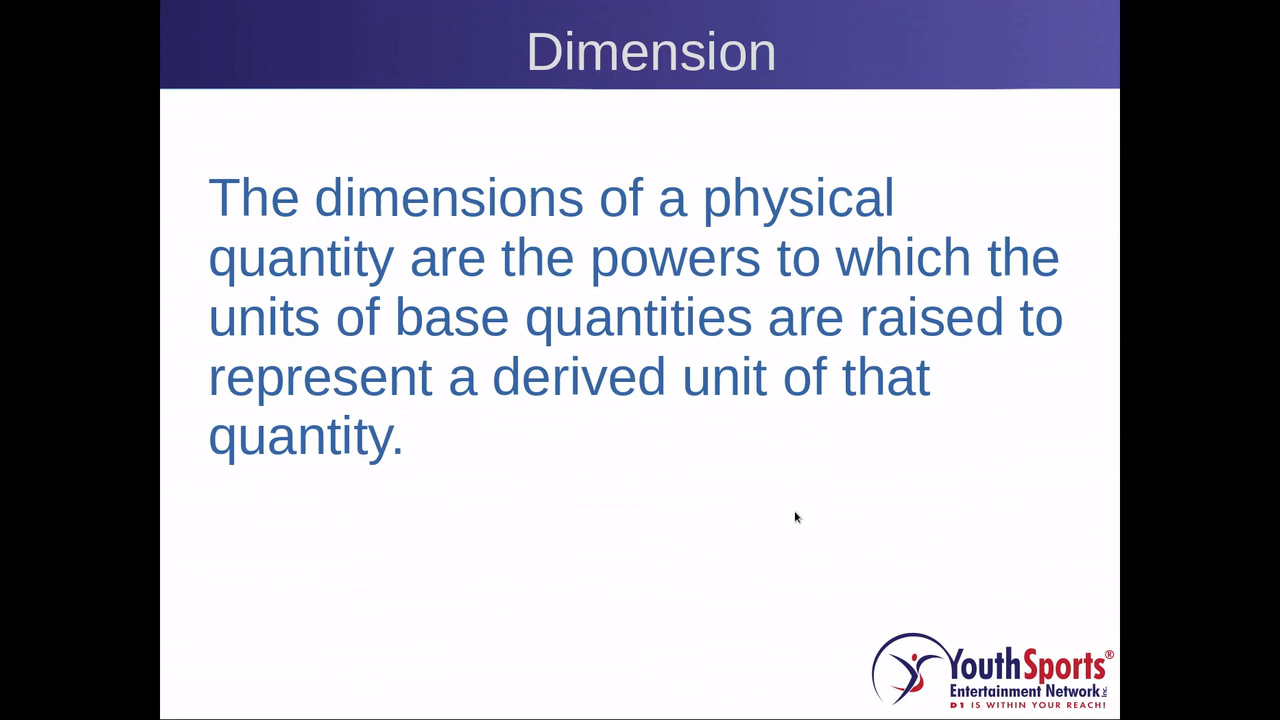 Dimension
The dimensions of a physical
quantity are the powers to which the
units of base quantities are raised to
represent a derived unit of that
quantity.
YouthSports®
Entertainment Network Inc.
D1 IS WITHIN YOUR REACH!